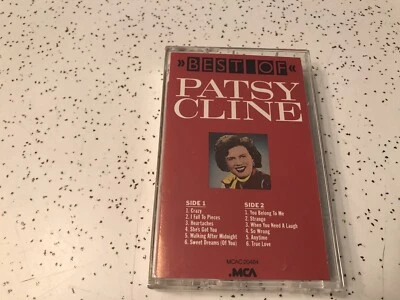 »BEST OF«
PATSY
CLINE
SIDE 1
1. Crazy
2. I Fall To Pieces
3. Heartaches
4. She's Got You
5. Walking After Midnight
6. Sweet Dreams (Of You)
SIDE 2
1. You Belong To Me
2. Strange
3. When You Need A Laugh
4. So Wrong
5. Anytime
6. True Love
MCA